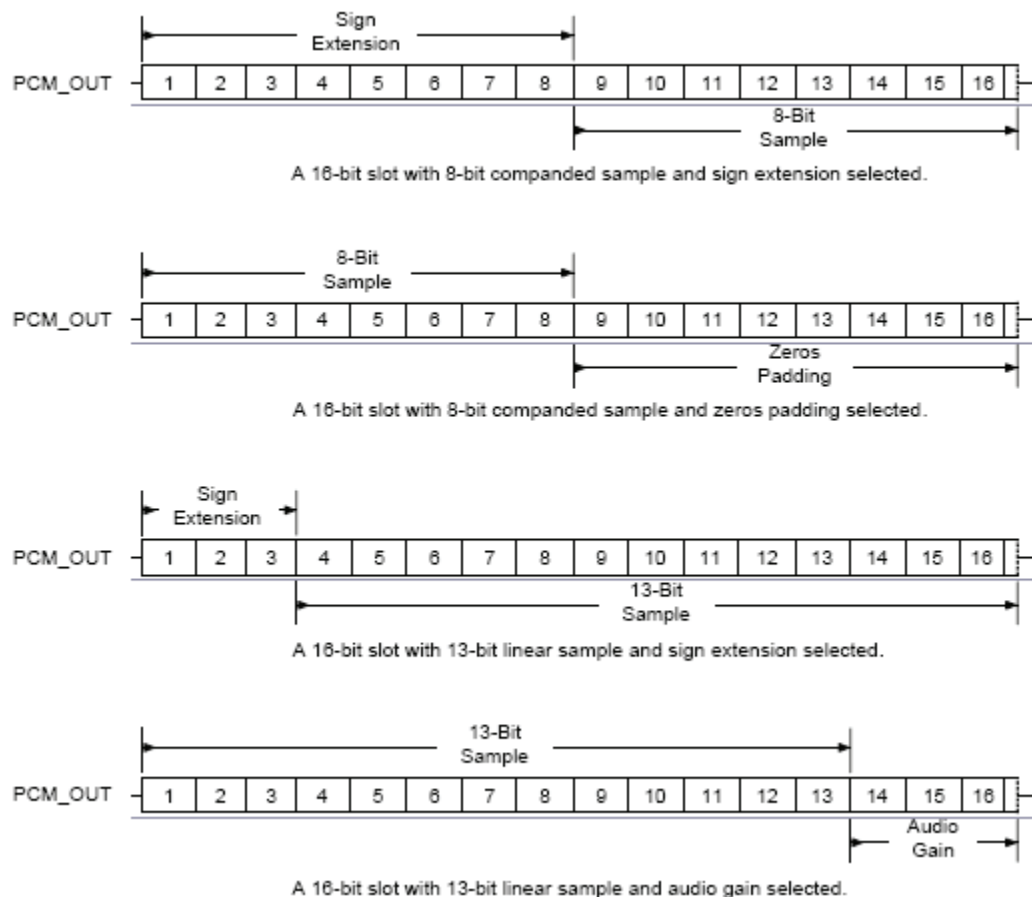 Sign
Extension
PCM_OUT 1 2 3 4 5 6 7 8 9 10 11 12 13 14 15 16
8-Bit
Sample
A 16-bit slot with 8-bit companded sample and sign extension selected.
8-Bit
Sample
PCM_OUT 1 2 3 4 5 6 7 8 9 10 11 12 13 14 15 16
Zeros
Padding
A 16-bit slot with 8-bit companded sample and zeros padding selected.
Sign
Extension
PCM_OUT 1 2 3 4 5 6 7 8 9 10 11 12 13 14 15 16
13-Bit
Sample
A 16-bit slot with 13-bit linear sample and sign extension selected.
13-Bit
Sample
PCM_OUT 1 2 3 4 5 6 7 8 9 10 11 12 13 14 15 16
Audio
Gain
A 16-bit slot with 13-bit linear sample and audio gain selected.